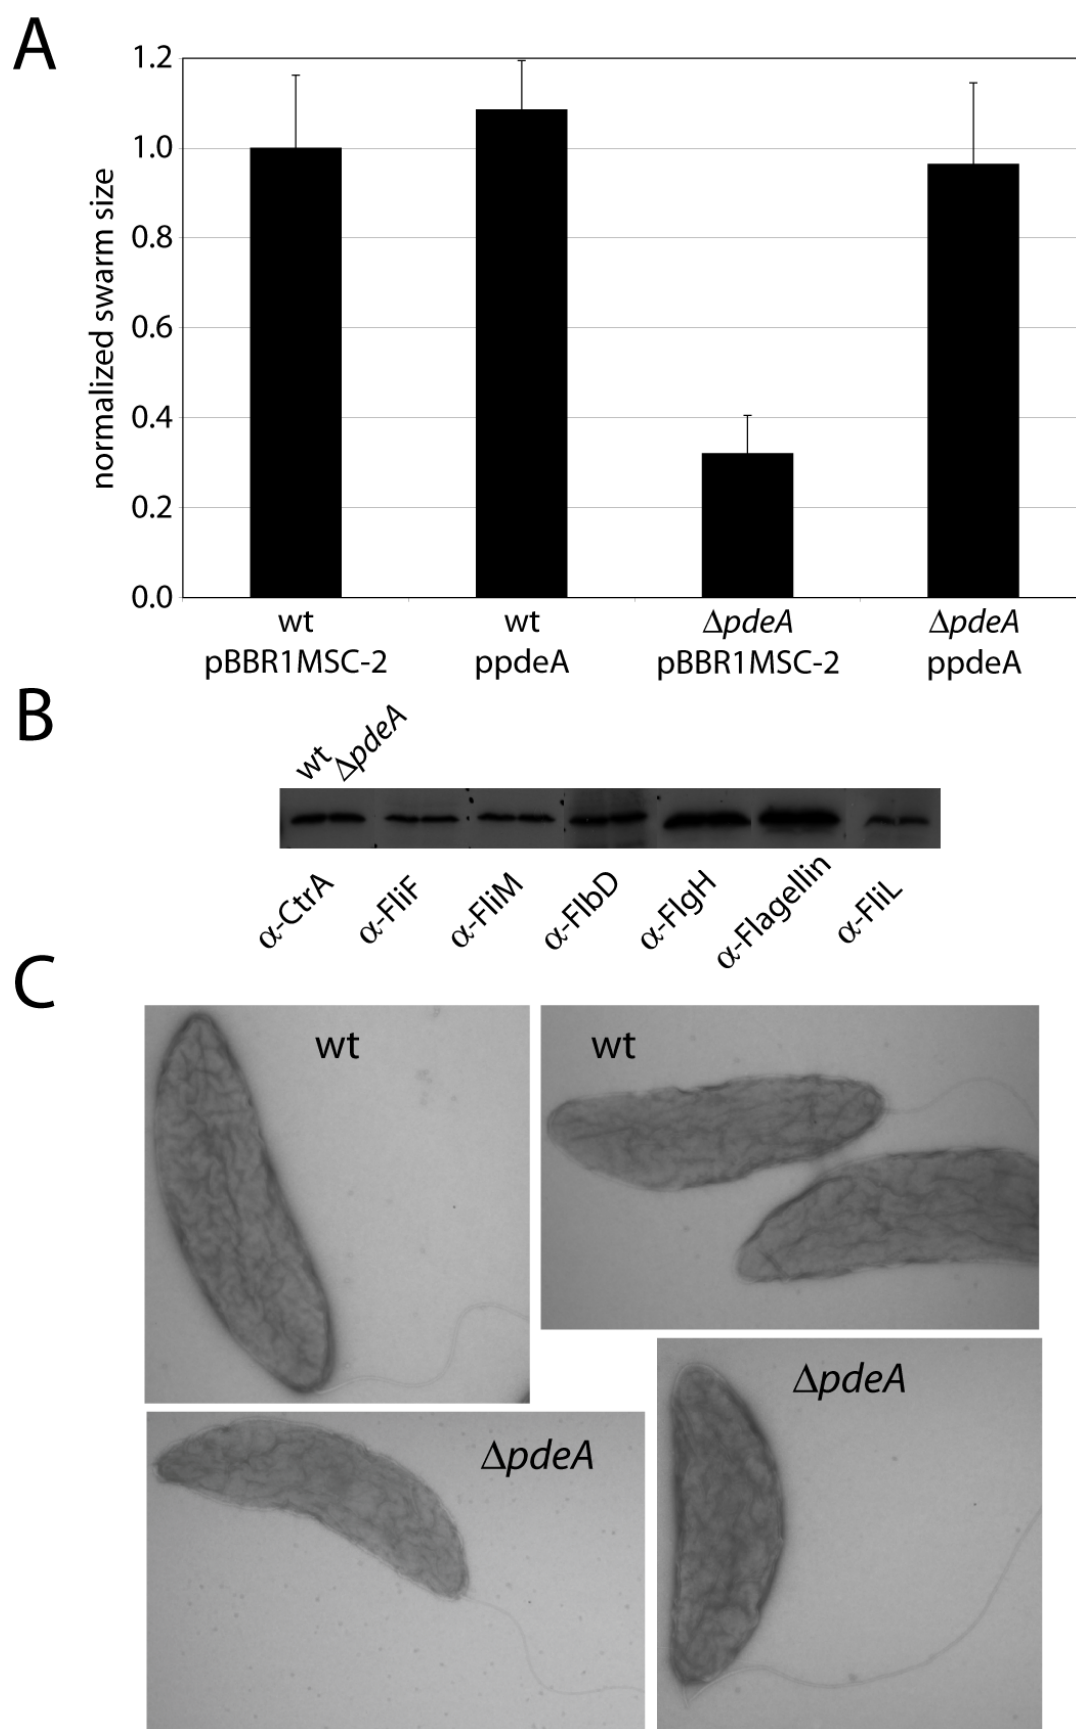 A
normalized swarm size
1.2
1.0
0.8
0.6
0.4
0.2
0.0
wt
pBBR1MSC-2
wt
ppdeA
ΔpdeA
pBBR1MSC-2
ΔpdeA
ppdeA
B
wt
ΔpdeA
α-CtrA
α-FliF
α-FliM
α-FlbD
α-FlgH
α-Flagellin
α-FliL
C
wt
wt
ΔpdeA
ΔpdeA